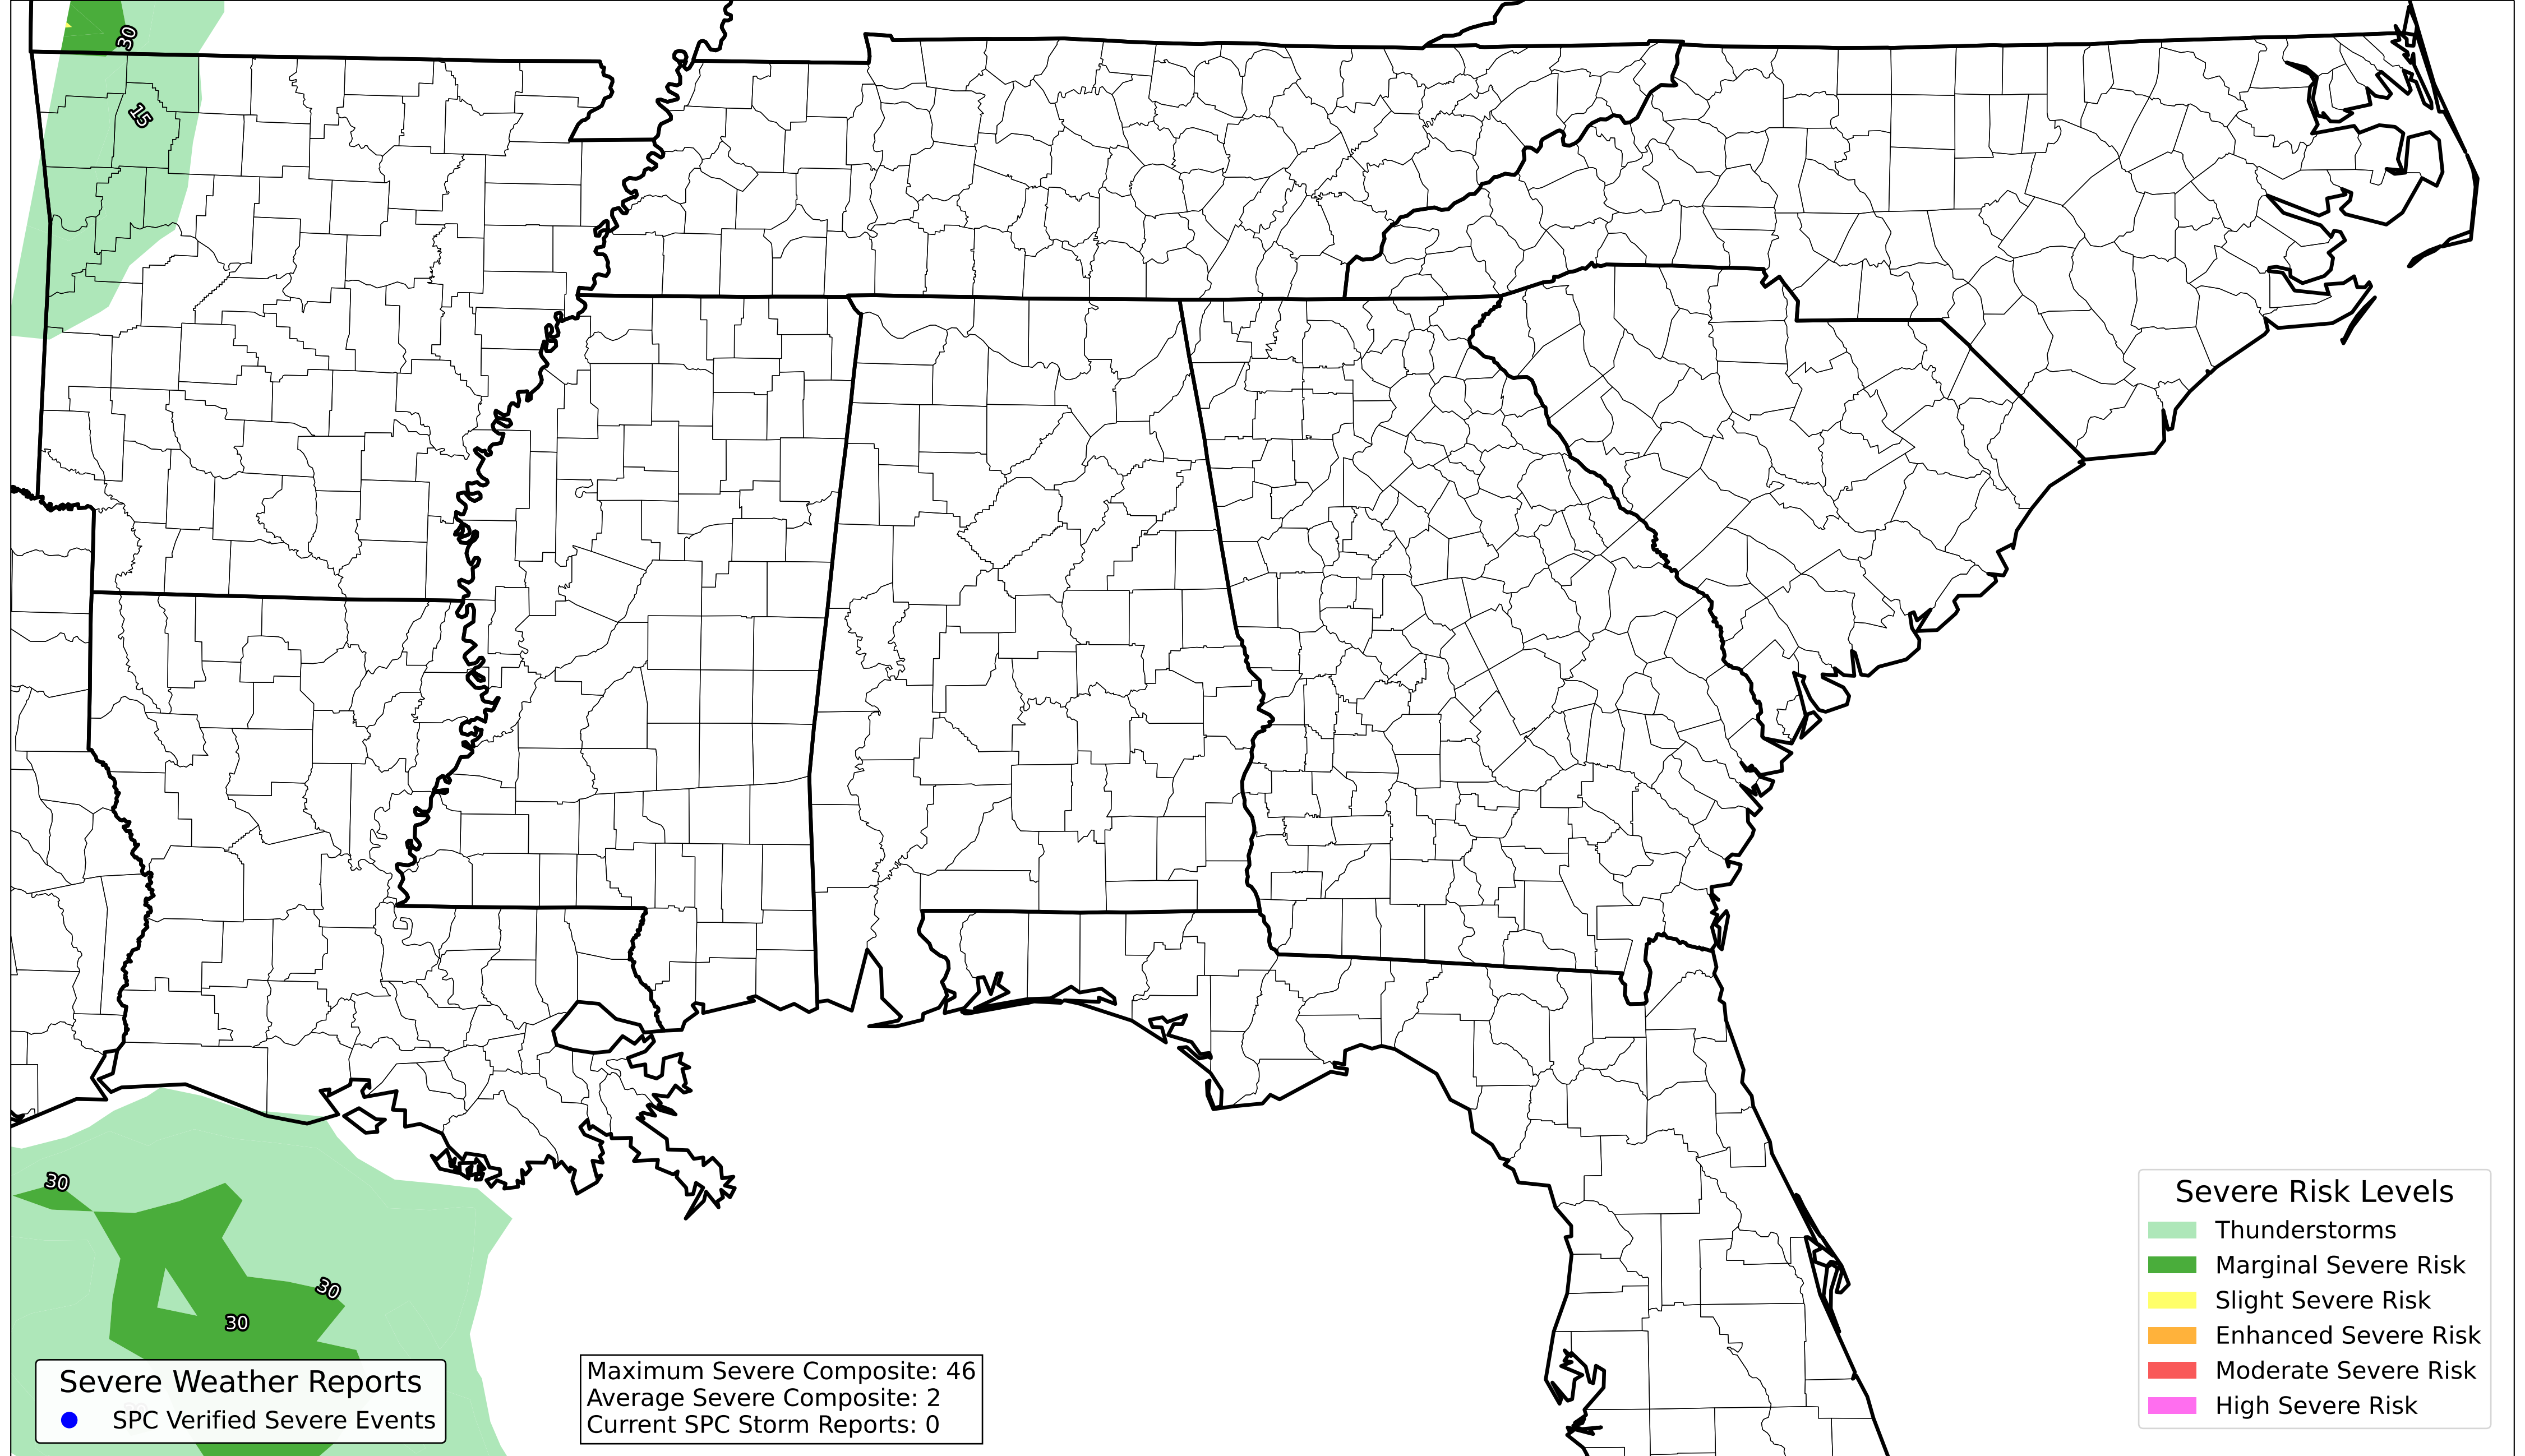 30
15
30
30
30
Severe Weather Reports
SPC Verified Severe Events
Maximum Severe Composite: 46
Average Severe Composite: 2
Current SPC Storm Reports: 0
Severe Risk Levels
Thunderstorms
Marginal Severe Risk
Slight Severe Risk
Enhanced Severe Risk
Moderate Severe Risk
High Severe Risk